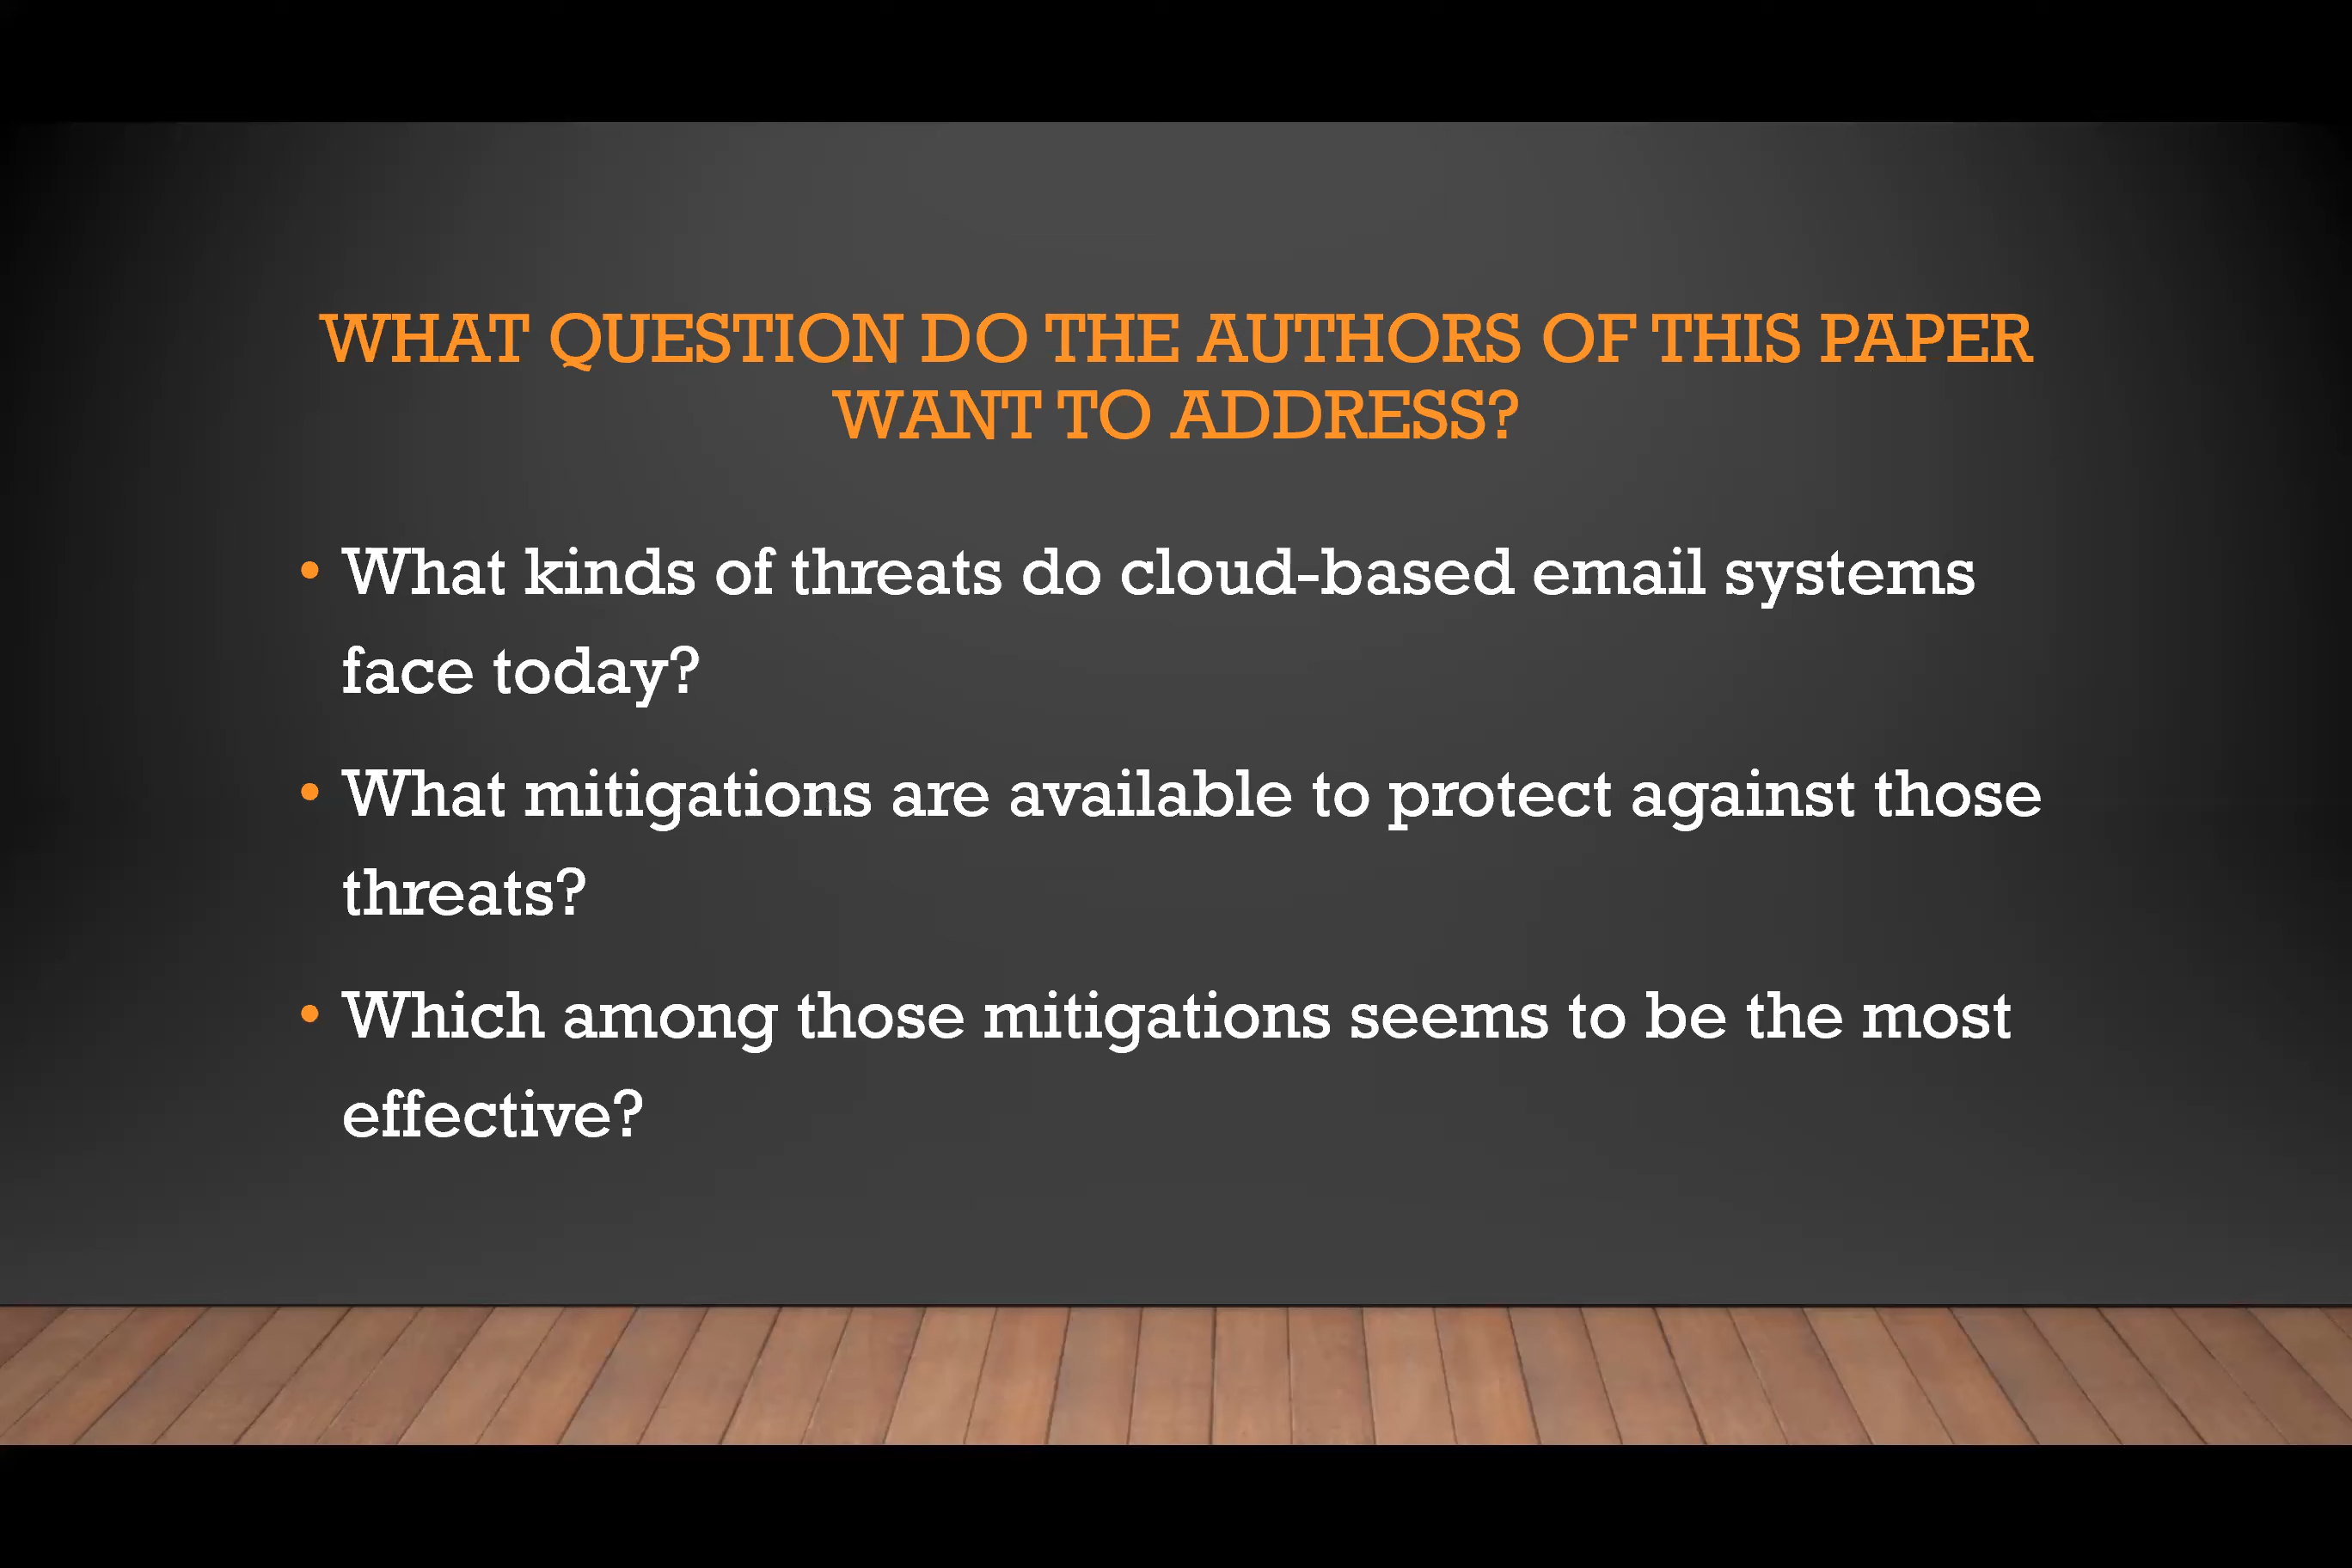 WHAT QUESTION DO THE AUTHORS OF THIS PAPER
WANT TO ADDRESS?
• What kinds of threats do cloud-based email systems
face today?
• What mitigations are available to protect against those
threats?
• Which among those mitigations seems to be the most
effective?